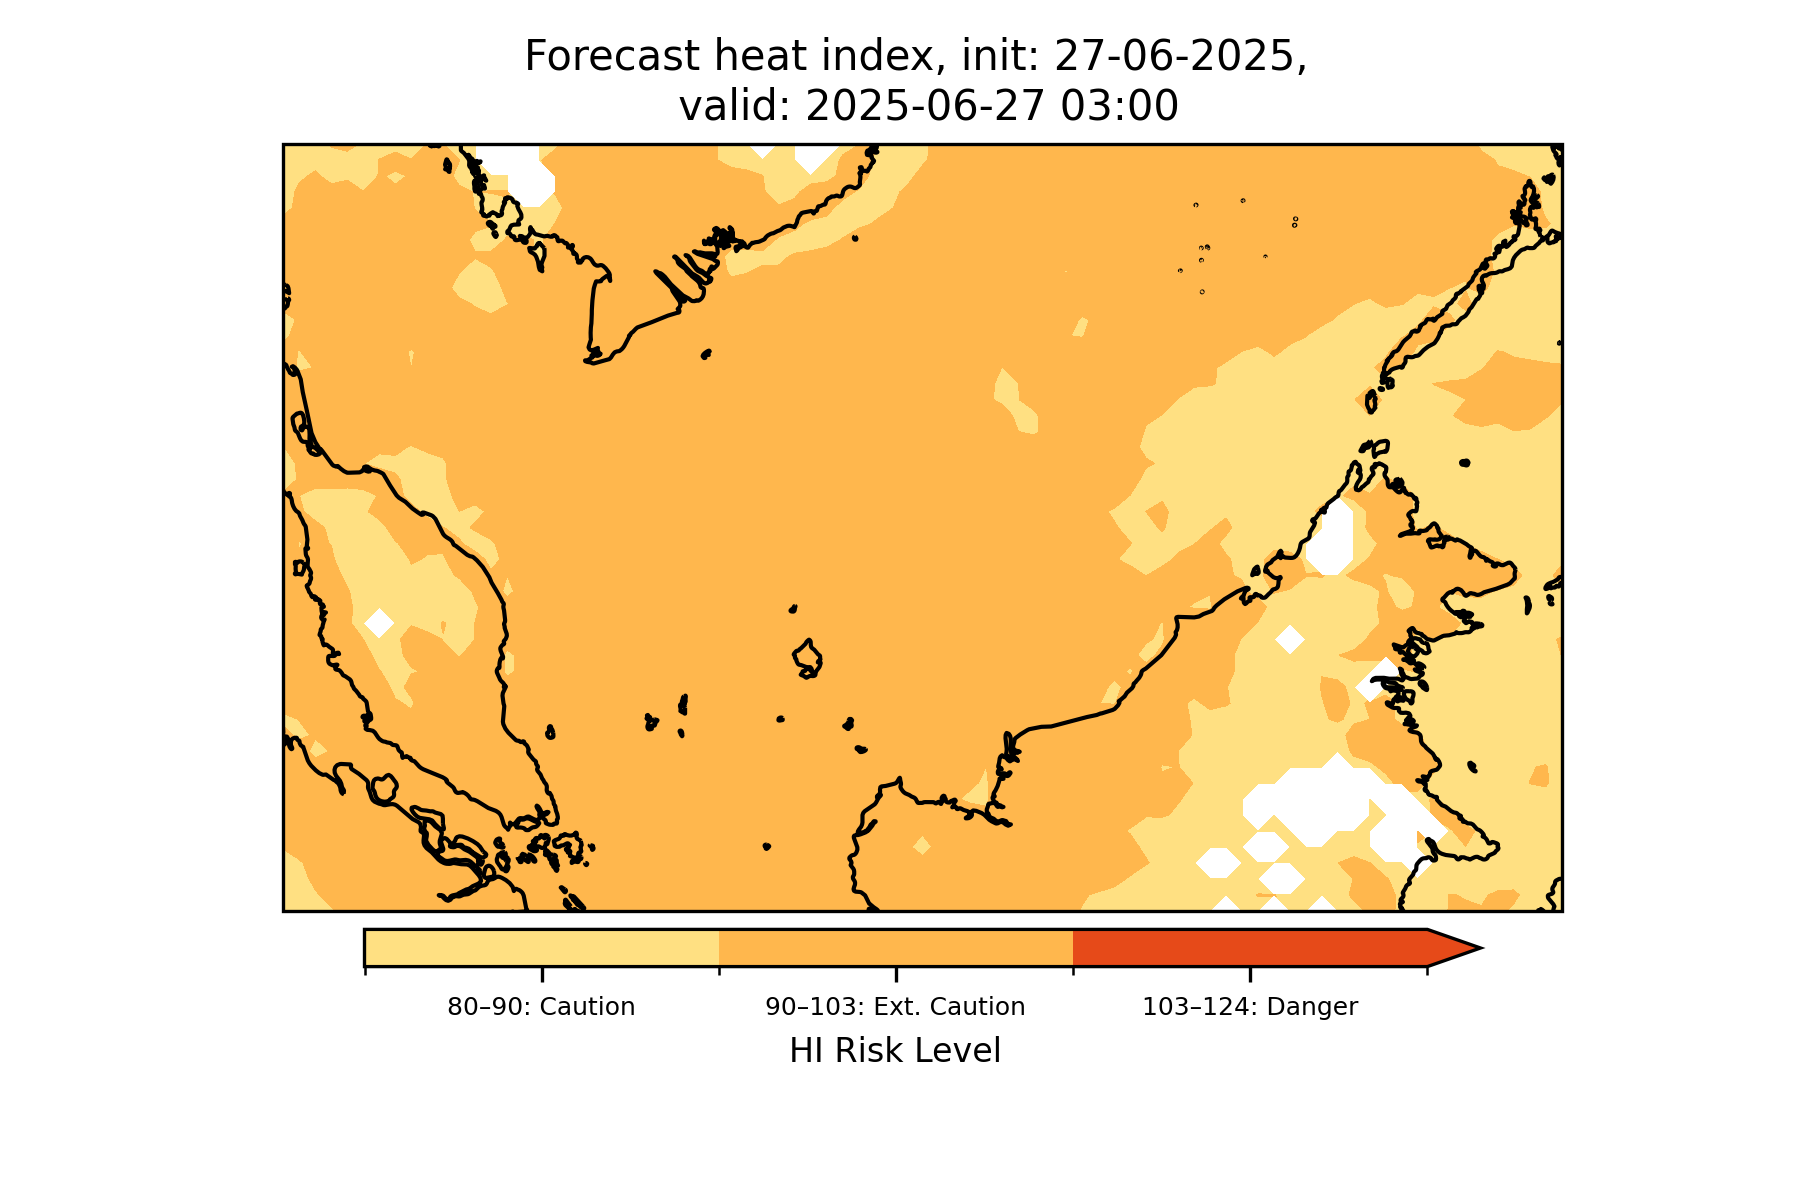 Forecast heat index, init: 27-06-2025,
valid: 2025-06-27 03:00
80–90: Caution
90–103: Ext. Caution
103–124: Danger
HI Risk Level